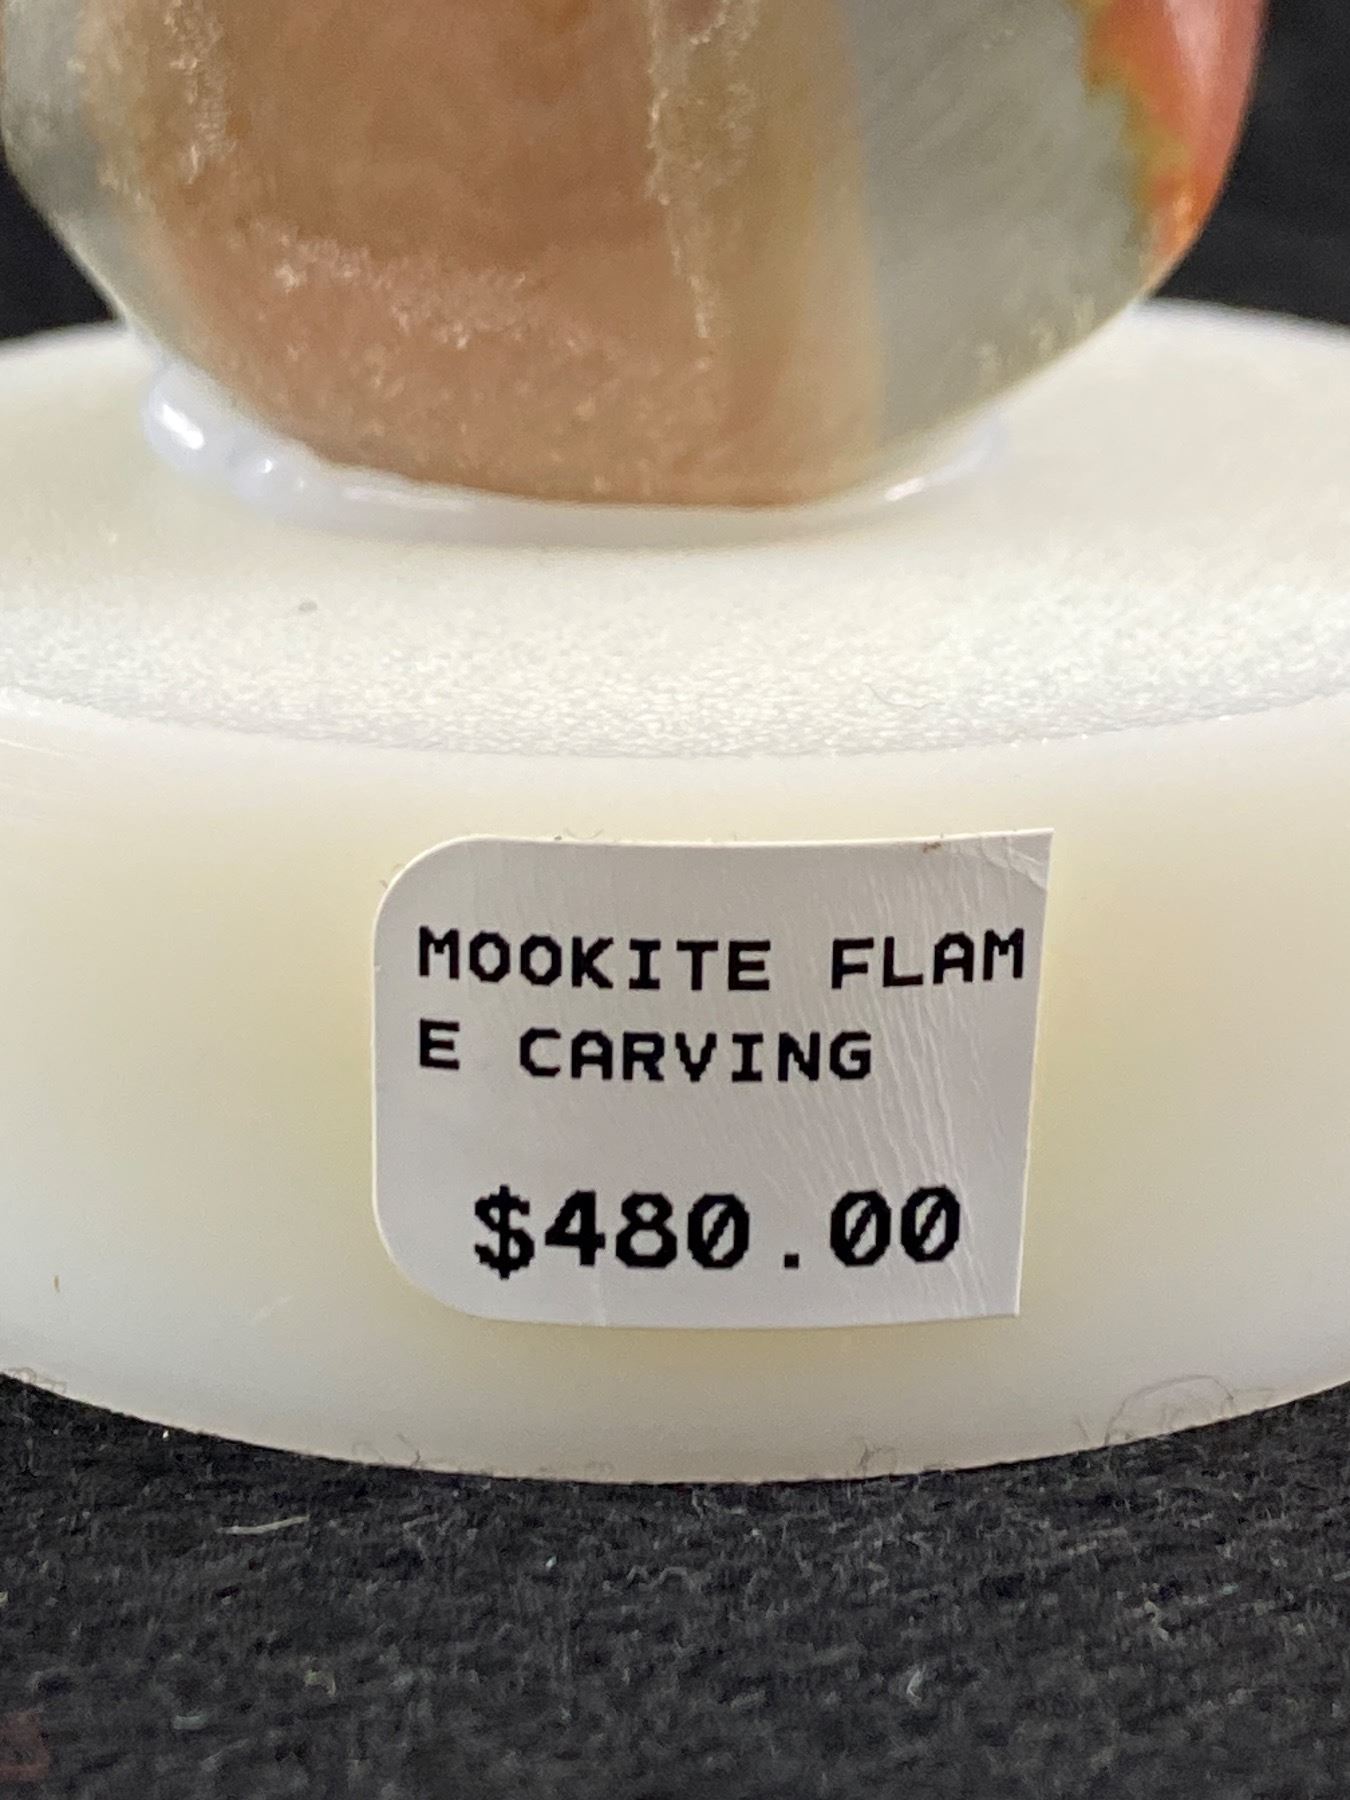 MOOKITE FLAM
E CARVING
$480.00